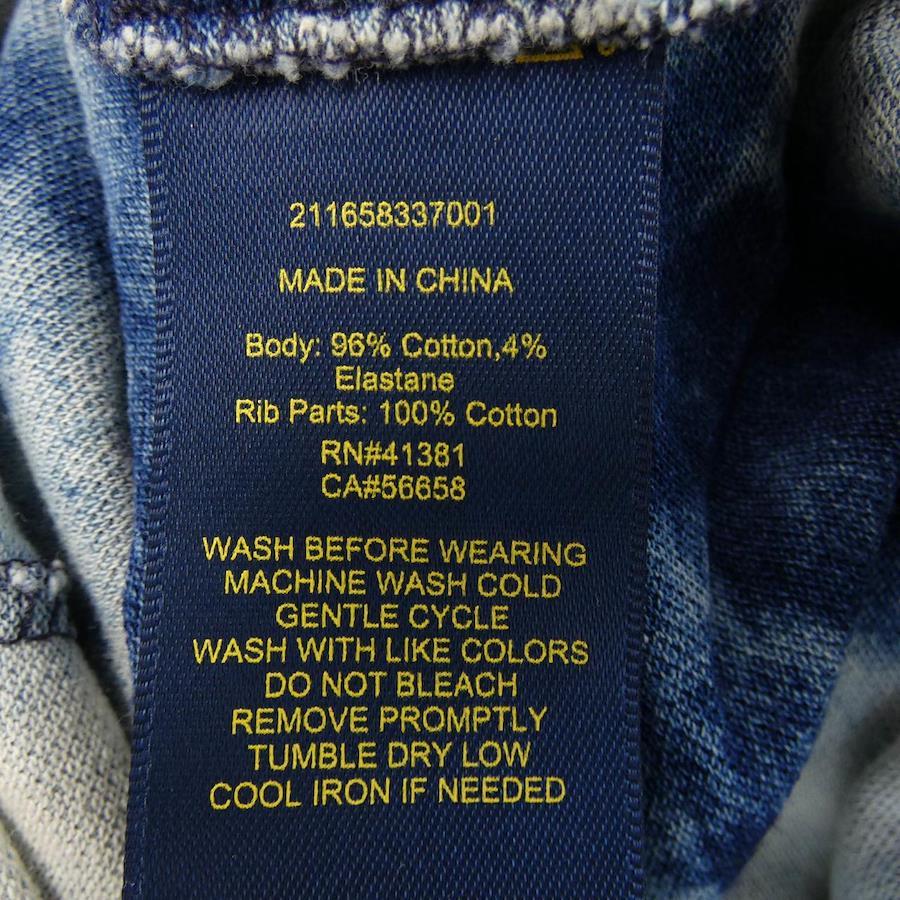 211658337001
MADE IN CHINA
Body: 96% Cotton,4%
Elastane
Rib Parts: 100% Cotton
RN#41381
CA#56658
WASH BEFORE WEARING
MACHINE WASH COLD
GENTLE CYCLE
WASH WITH LIKE COLORS
DO NOT BLEACH
REMOVE PROMPTLY
TUMBLE DRY LOW
COOL IRON IF NEEDED